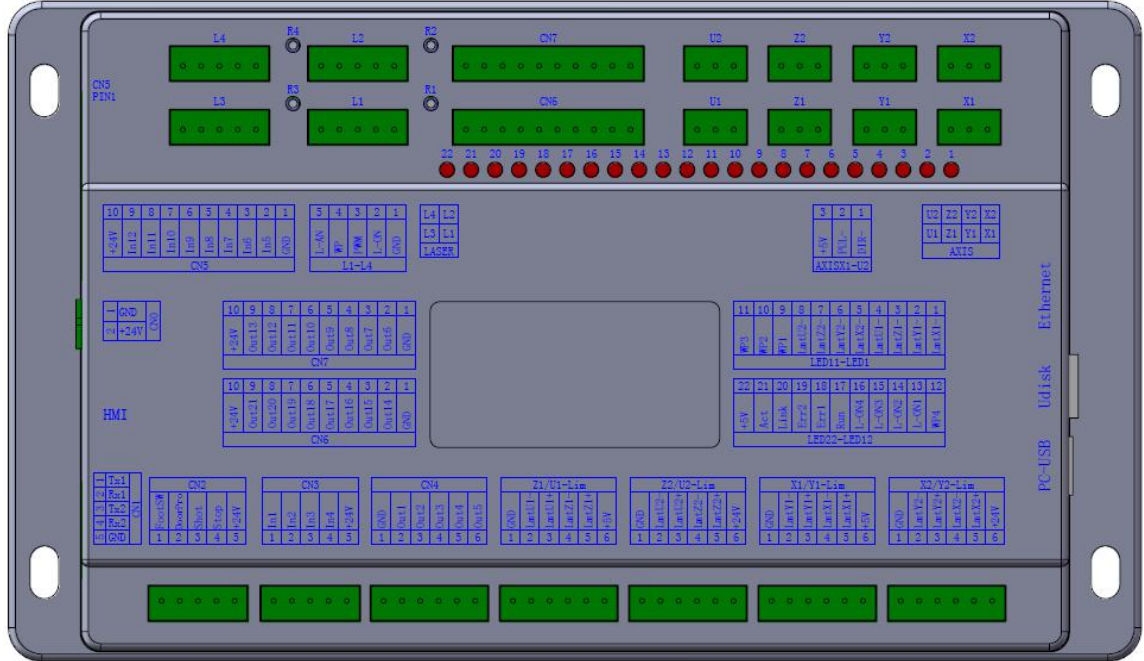 L4 R4 L2 R2 CN7 U2 Z2 Y2 X2
CN5
PIN1
L3 R3 L1 R1 CN6 U1 Z1 Y1 X1
22 21 20 19 18 17 16 15 14 13 12 11 10 9 8 7 6 5 4 3 2 1
10 9 8 7 6 5 4 3 2 1
+24V In12 In11 In10 In9 In8 In7 In6 In5 GND
CN5
5 4 3 2 1
L-AN WP PWM L-ON GND
L1-L4
L4 L2
L3 L1
LASER
3 2 1
+5V PUL- DIR-
AXISX1-U2
U2 Z2 Y2 X2
U1 Z1 Y1 X1
AXIS
1 GND
2 +24V
CN0
10 9 8 7 6 5 4 3 2 1
+24V Out13 Out12 Out11 Out10 Out9 Out8 Out7 Out6 GND
CN7
11 10 9 8 7 6 5 4 3 2 1
WP3 WP2 WP1 LmtU2- LmtZ2- LmtY2- LmtX2- LmtU1- LmtZ1- LmtY1- LmtX1-
LED11-LED1
Ethernet
HMI
10 9 8 7 6 5 4 3 2 1
+24V Out21 Out20 Out19 Out18 Out17 Out16 Out15 Out14 GND
CN6
22 21 20 19 18 17 16 15 14 13 12
+5V Act Link Err2 Err1 Run L-ON4 L-ON3 L-ON2 L-ON1 WP4
LED22-LED12
Udisk
PC-USB
1 Tx1
2 Rx1
3 Tx2
4 Rx2
5 GND
CN1
CN2
FootSW DoorPro Shot Stop +24V
1 2 3 4 5
CN3
In1 In2 In3 In4 +24V
1 2 3 4 5
CN4
GND Out1 Out2 Out3 Out4 Out5
1 2 3 4 5 6
Z1/U1-Lim
GND LmtU1- LmtU1+ LmtZ1- LmtZ1+ +5V
1 2 3 4 5 6
Z2/U2-Lim
GND LmtU2- LmtU2+ LmtZ2- LmtZ2+ +24V
1 2 3 4 5 6
X1/Y1-Lim
GND LmtY1- LmtY1+ LmtX1- LmtX1+ +5V
1 2 3 4 5 6
X2/Y2-Lim
GND LmtY2- LmtY2+ LmtX2- LmtX2+ +24V
1 2 3 4 5 6